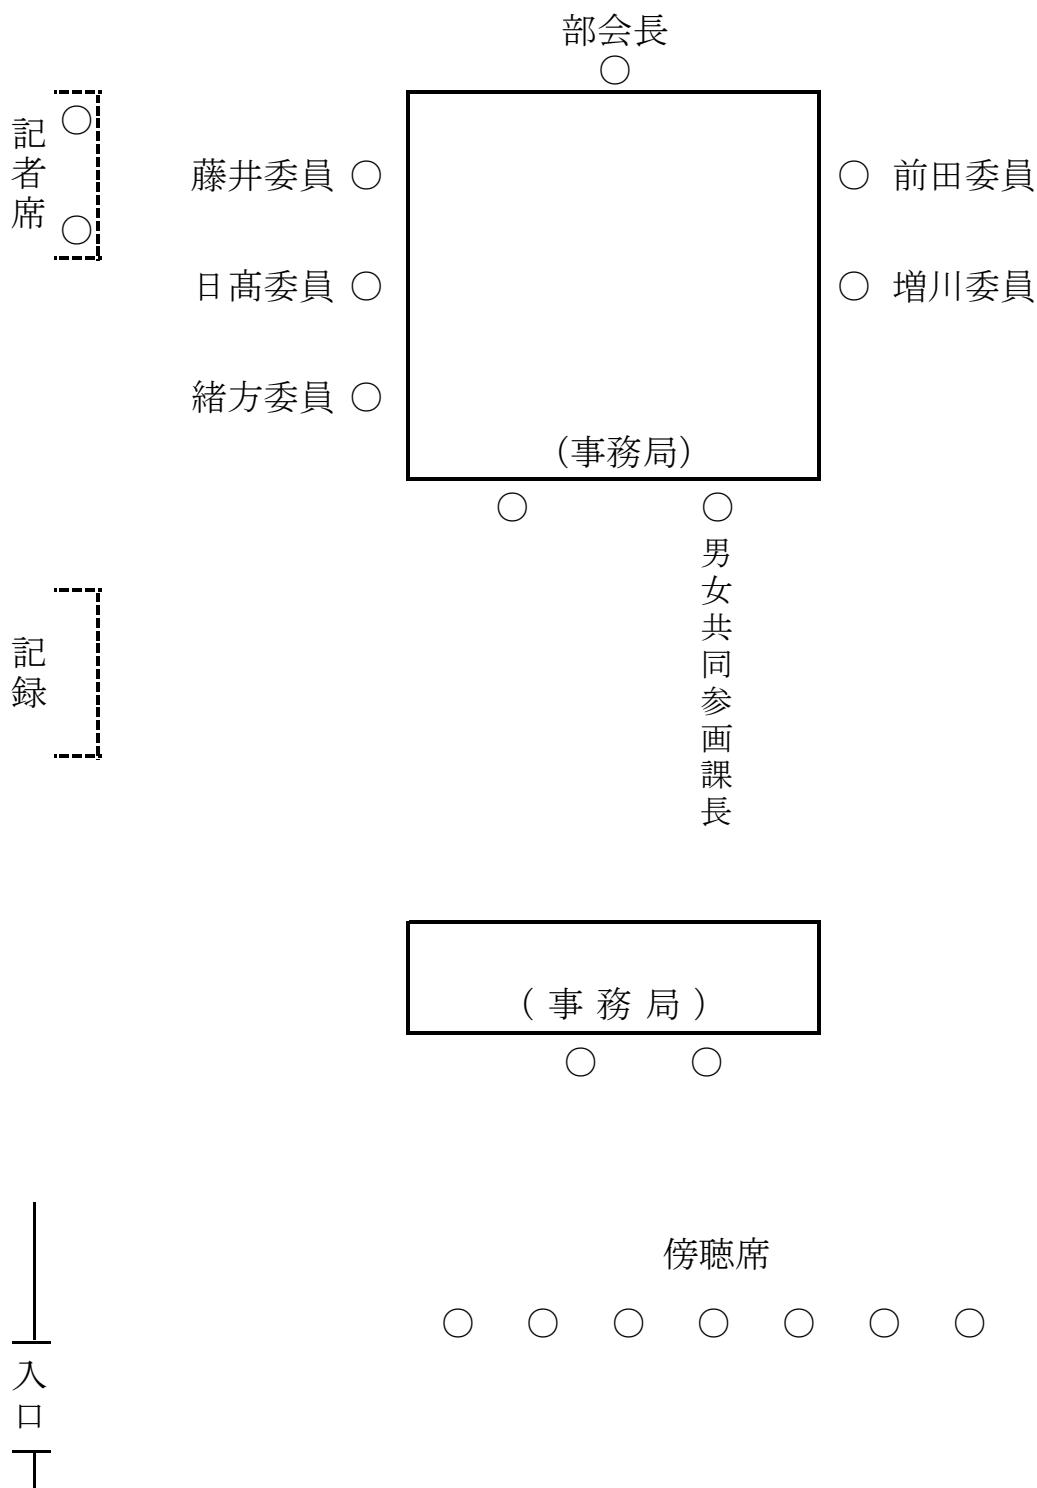 部会長
○
記者席
○
○
藤井委員 ○
○ 前田委員
日髙委員 ○
○ 増川委員
緒方委員 ○
(事務局)
○ ○
男女共同参画課長
記録
(事務局)
○ ○
傍聴席
○ ○ ○ ○ ○ ○ ○
入口